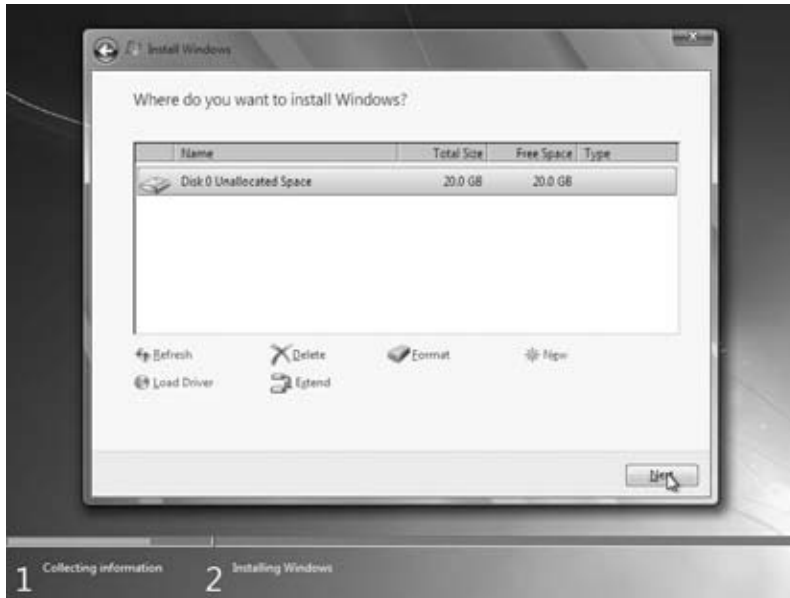 Install Windows
Where do you want to install Windows?
Name Total Size Free Space Type
Disk 0 Unallocated Space 20.0 GB 20.0 GB
Refresh Delete Format New
Load Driver Extend
Next
1 Collecting information 2 Installing Windows